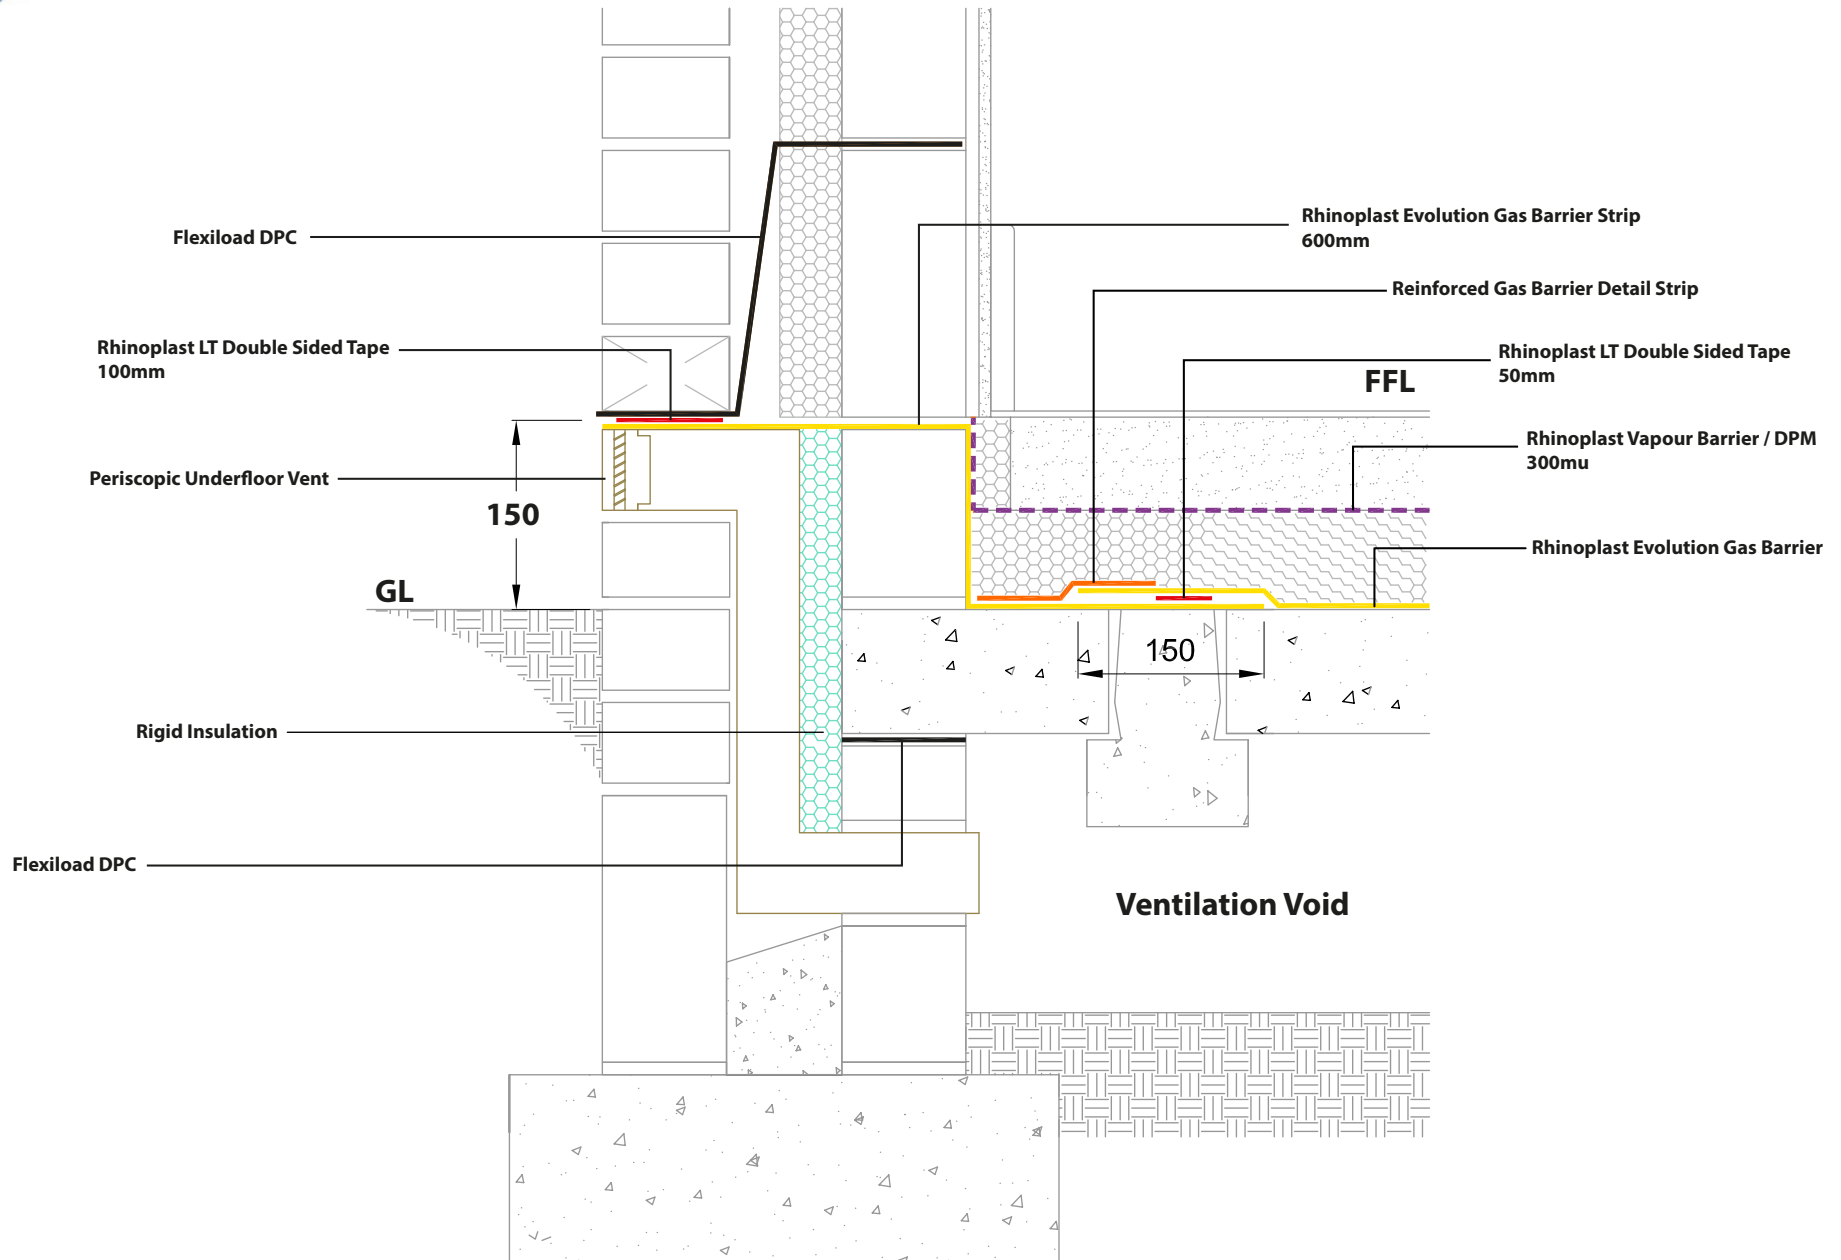 Flexiload DPC
Rhinoplast Evolution Gas Barrier Strip
600mm
Reinforced Gas Barrier Detail Strip
Rhinoplast LT Double Sided Tape
100mm
Rhinoplast LT Double Sided Tape
50mm
FFL
Rhinoplast Vapour Barrier / DPM
300mu
Periscopic Underfloor Vent
150
Rhinoplast Evolution Gas Barrier
GL
150
Rigid Insulation
Flexiload DPC
Ventilation Void